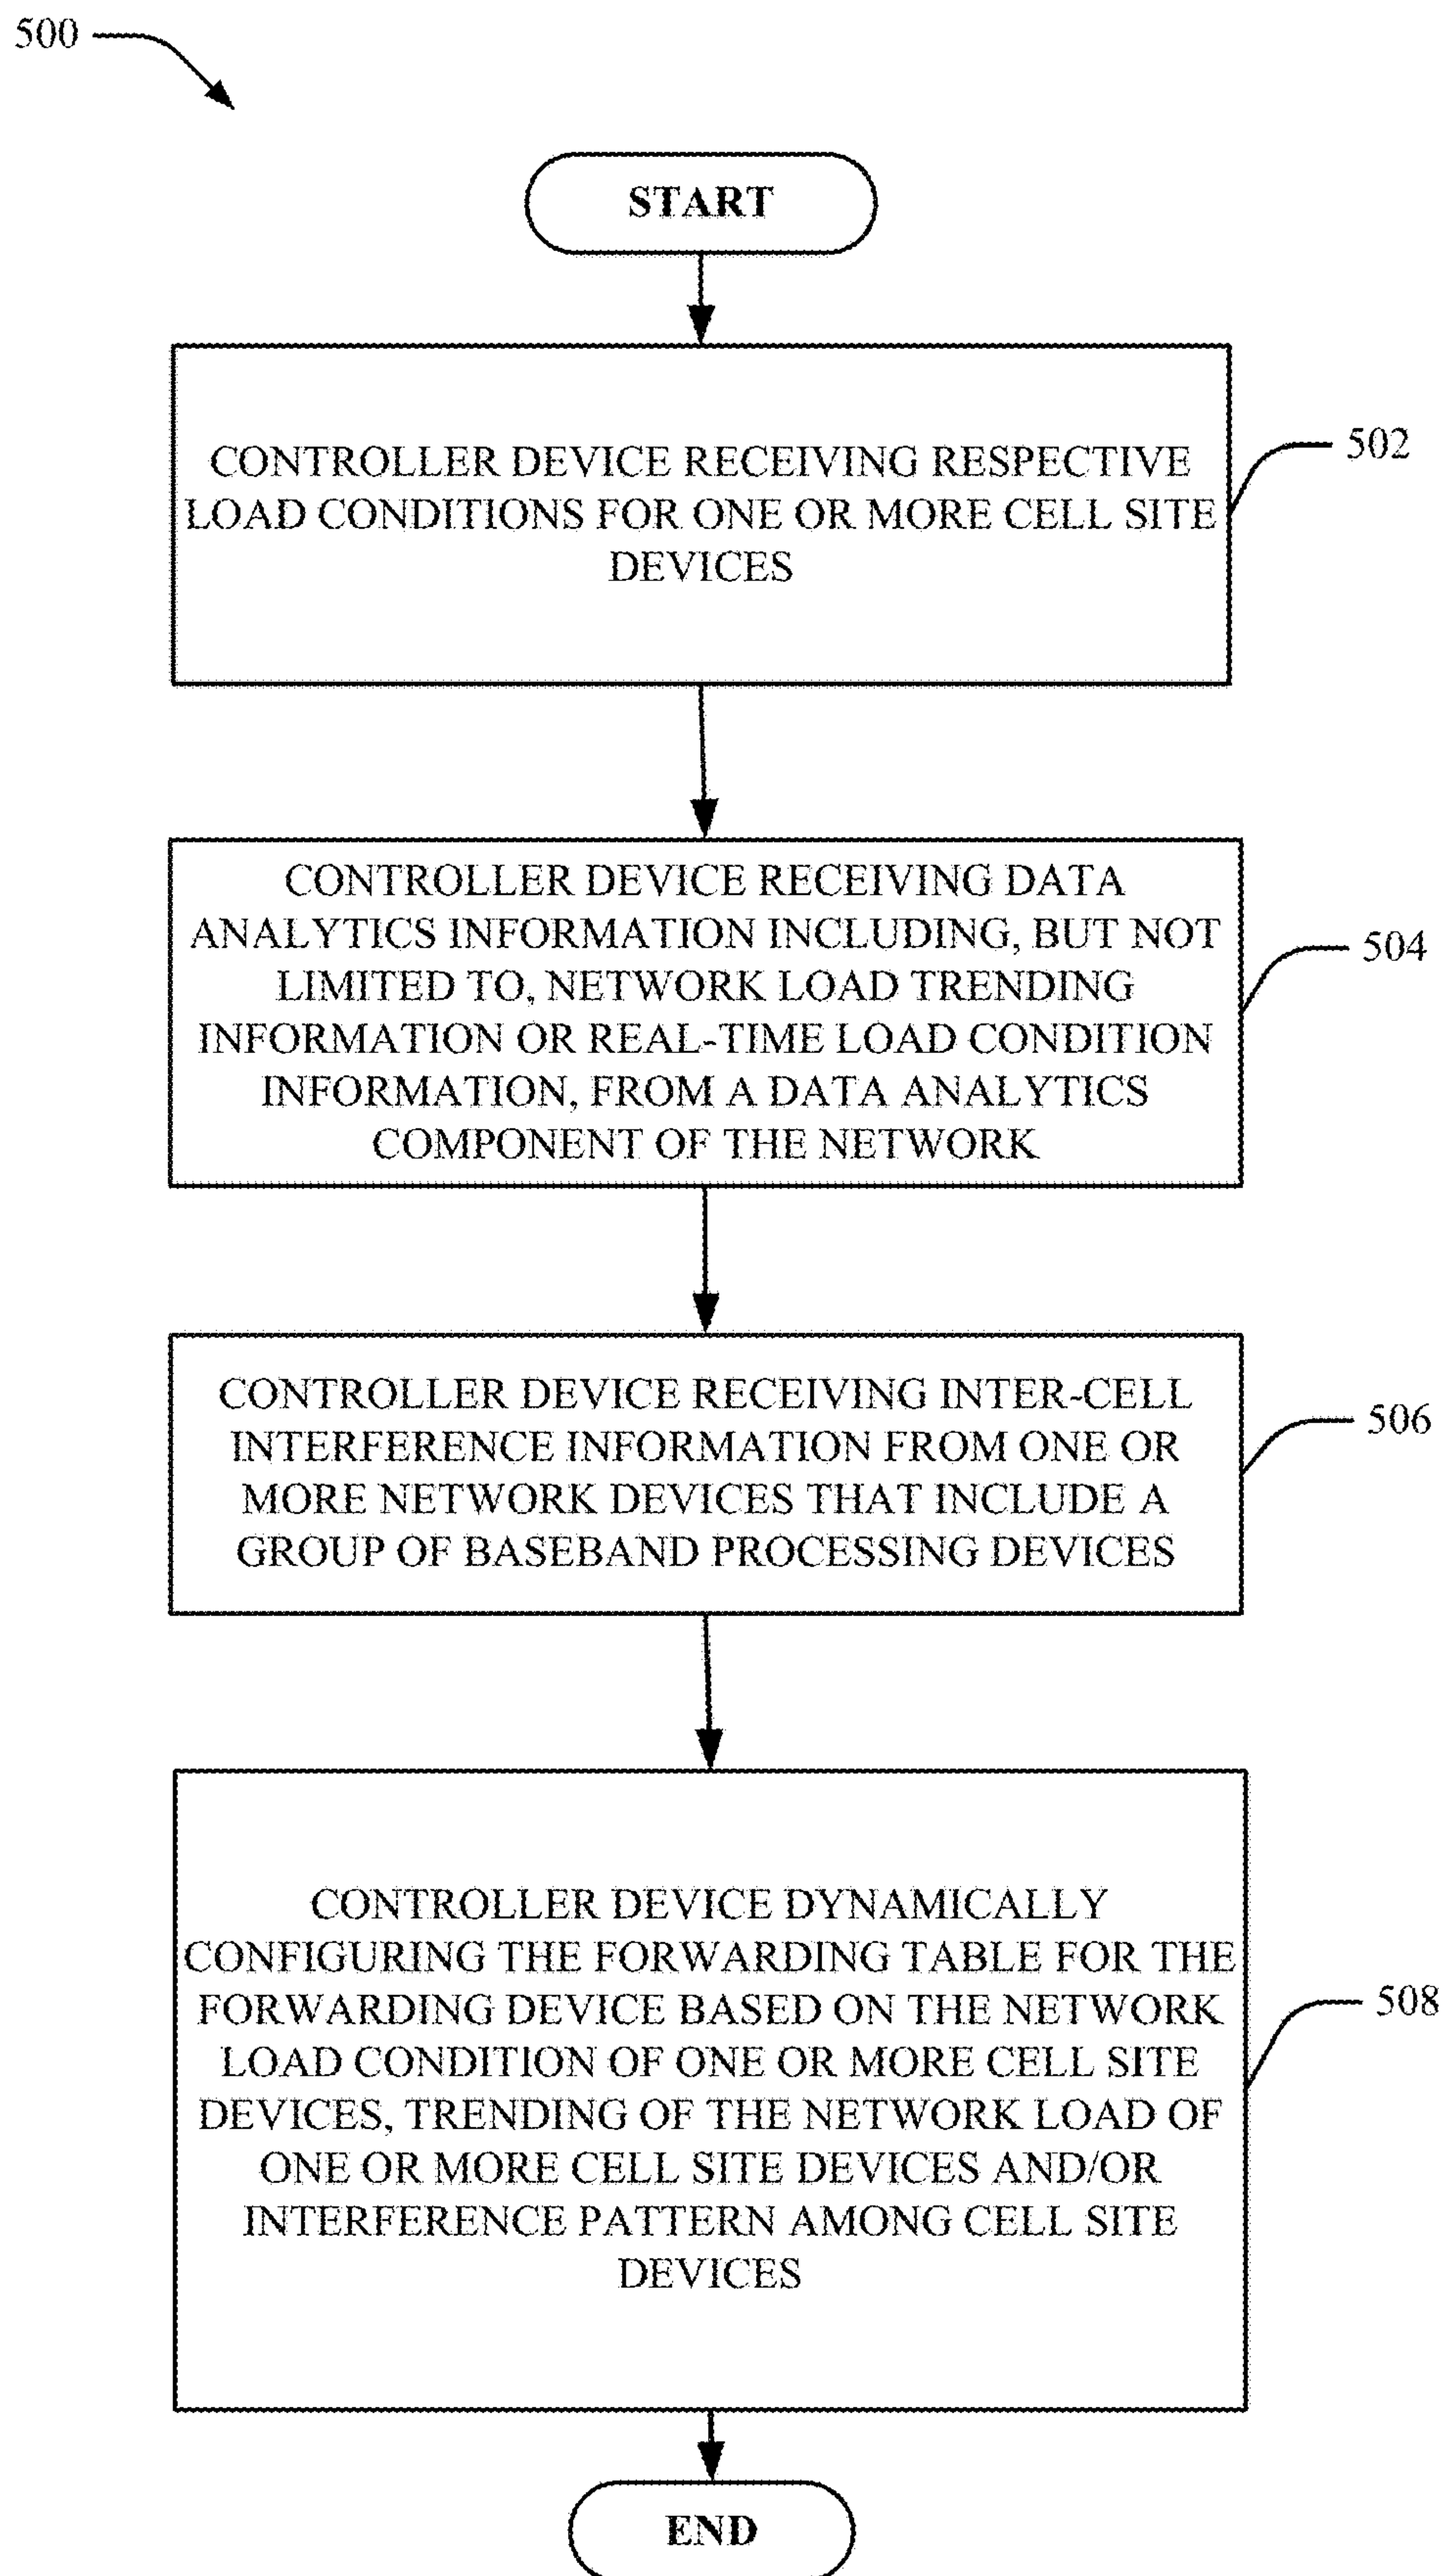 500
START
CONTROLLER DEVICE RECEIVING RESPECTIVE
LOAD CONDITIONS FOR ONE OR MORE CELL SITE
DEVICES
502
CONTROLLER DEVICE RECEIVING DATA
ANALYTICS INFORMATION INCLUDING, BUT NOT
LIMITED TO, NETWORK LOAD TRENDING
INFORMATION OR REAL-TIME LOAD CONDITION
INFORMATION, FROM A DATA ANALYTICS
COMPONENT OF THE NETWORK
504
CONTROLLER DEVICE RECEIVING INTER-CELL
INTERFERENCE INFORMATION FROM ONE OR
MORE NETWORK DEVICES THAT INCLUDE A
GROUP OF BASEBAND PROCESSING DEVICES
506
CONTROLLER DEVICE DYNAMICALLY
CONFIGURING THE FORWARDING TABLE FOR THE
FORWARDING DEVICE BASED ON THE NETWORK
LOAD CONDITION OF ONE OR MORE CELL SITE
DEVICES, TRENDING OF THE NETWORK LOAD OF
ONE OR MORE CELL SITE DEVICES AND/OR
INTERFERENCE PATTERN AMONG CELL SITE
DEVICES
508
END